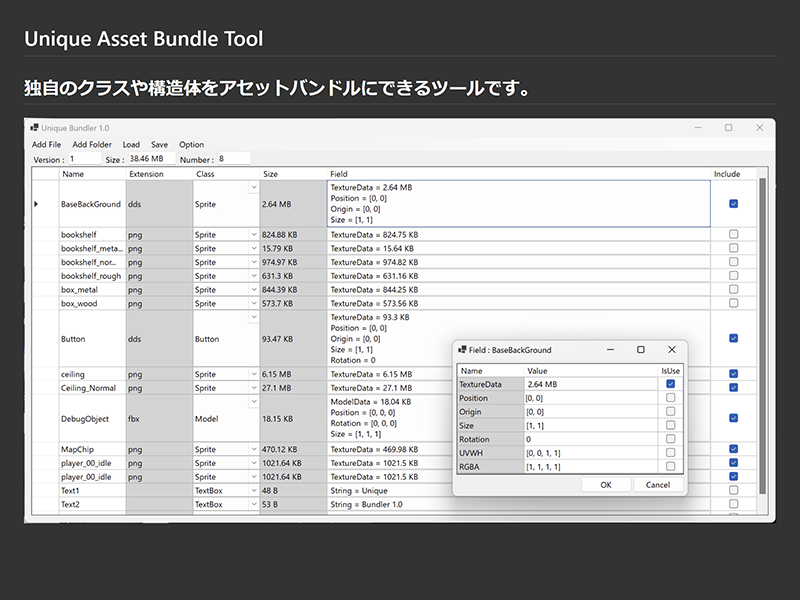 Unique Asset Bundle Tool
独自のクラスや構造体をアセットバンドルにできるツールです。
Unique Bundler 1.0
Add File Add Folder Load Save Option
Version : 1 Size : 38.46 MB Number : 8
Name Extension Class Size Field Include
BaseBackGround dds Sprite 2.64 MB
TextureData = 2.64 MB
Position = [0, 0]
Origin = [0, 0]
Size = [1, 1]
bookshelf png Sprite 824.88 KB TextureData = 824.75 KB
bookshelf_meta... png Sprite 15.79 KB TextureData = 15.64 KB
bookshelf_nor... png Sprite 974.97 KB TextureData = 974.82 KB
bookshelf_rough png Sprite 631.3 KB TextureData = 631.16 KB
box_metal png Sprite 844.39 KB TextureData = 844.25 KB
box_wood png Sprite 573.7 KB TextureData = 573.56 KB
Button dds Button 93.47 KB
TextureData = 93.3 KB
Position = [0, 0]
Origin = [0, 0]
Size = [1, 1]
Rotation = 0
ceiling png Sprite 6.15 MB TextureData = 6.15 MB
Ceiling_Normal png Sprite 27.1 MB TextureData = 27.1 MB
DebugObject fbx Model 18.15 KB
ModelData = 18.04 KB
Position = [0, 0, 0]
Rotation = [0, 0, 0]
Size = [1, 1, 1]
MapChip png Sprite 470.12 KB TextureData = 469.98 KB
player_00_idle png Sprite 1021.64 KB TextureData = 1021.5 KB
player_00_idle png Sprite 1021.64 KB TextureData = 1021.5 KB
Text1 TextBox 48 B String = Unique
Text2 TextBox 53 B String = Bundler 1.0
Field : BaseBackGround
Name Value IsUse
TextureData 2.64 MB
Position [0, 0]
Origin [0, 0]
Size [1, 1]
Rotation 0
UVWH [0, 0, 1, 1]
RGBA [1, 1, 1, 1]
OK Cancel